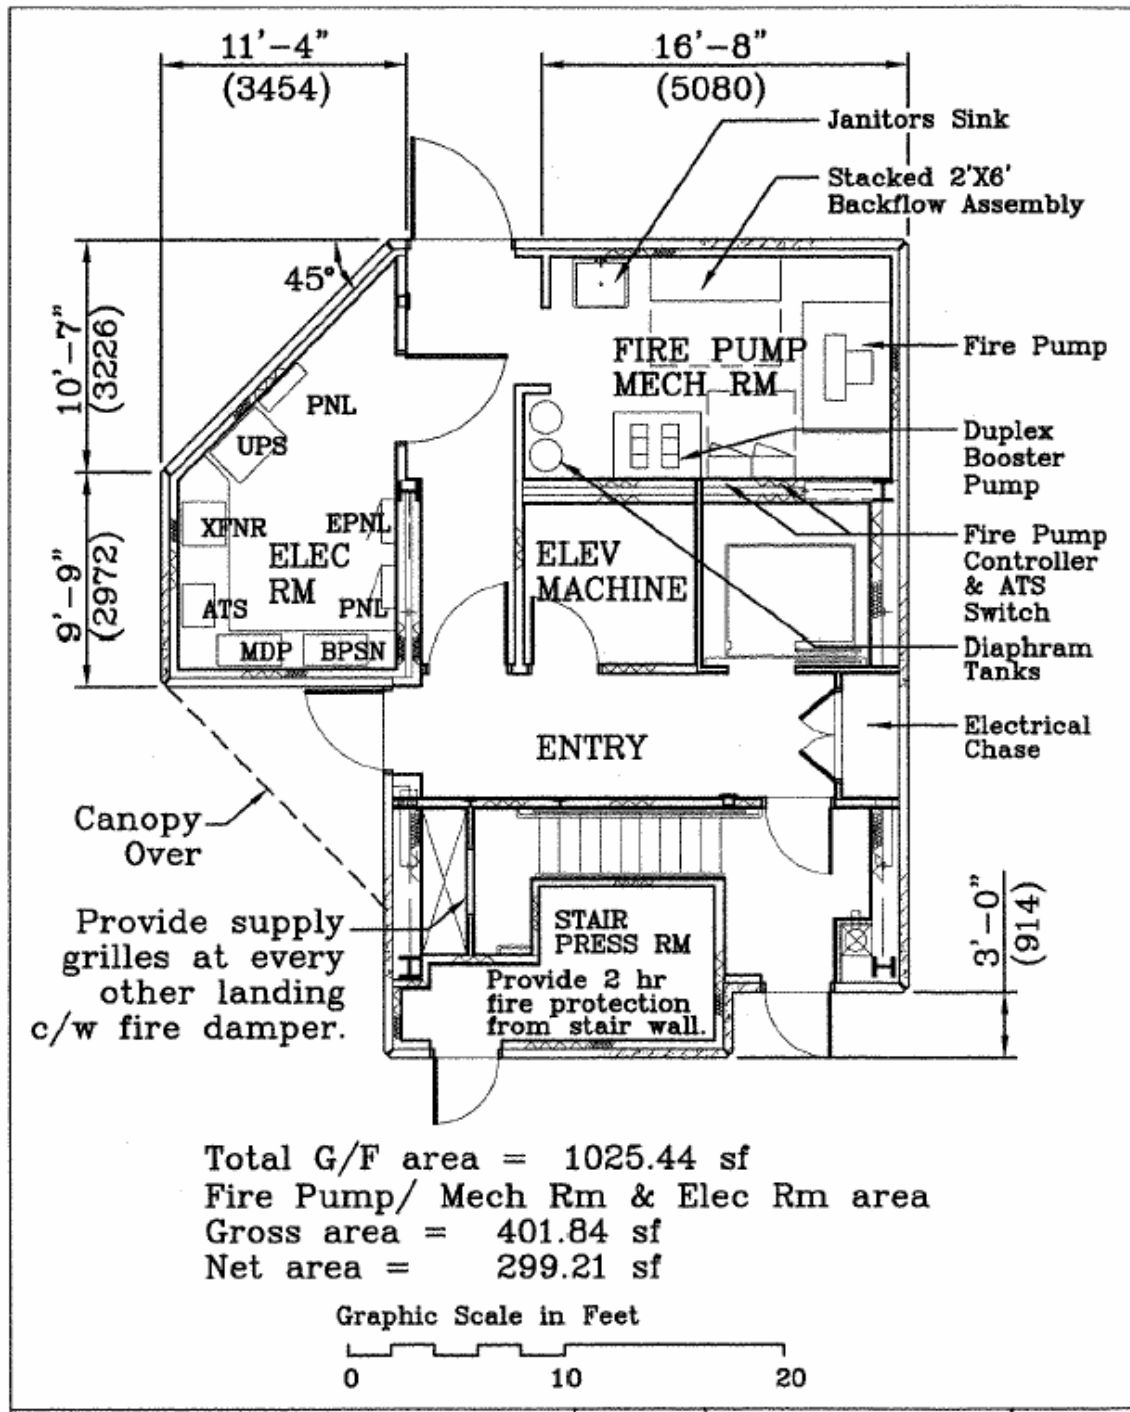 11'-4"
(3454)
16'-8"
(5080)
Janitors Sink
Stacked 2'X6'
Backflow Assembly
45°
10'-7"
(3226)
FIRE PUMP
MECH RM
Fire Pump
PNL
UPS
Duplex
Booster
Pump
XFNR
EPNL
ELEC
RM
ELEV
MACHINE
Fire Pump
Controller
& ATS
Switch
9'-9"
(2972)
ATS
PNL
MDP
BPSN
Diaphram
Tanks
ENTRY
Electrical
Chase
Canopy
Over
Provide supply
grilles at every
other landing
c/w fire damper.
STAIR
PRESS RM
Provide 2 hr
fire protection
from stair wall.
3'-0"
(914)
Total G/F area = 1025.44 sf
Fire Pump/ Mech Rm & Elec Rm area
Gross area = 401.84 sf
Net area = 299.21 sf
Graphic Scale in Feet
0 10 20